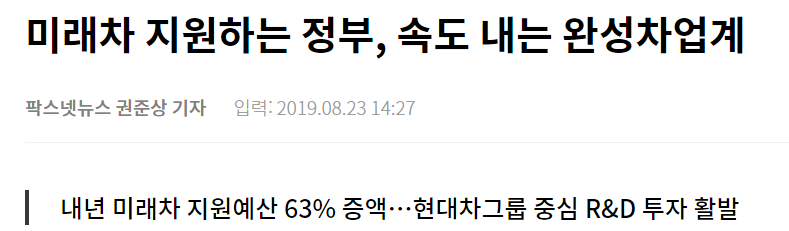 미래차 지원하는 정부, 속도 내는 완성차업계
팍스넷뉴스 권준상 기자 입력: 2019.08.23 14:27
내년 미래차 지원예산 63% 증액…현대차그룹 중심 R&D 투자 활발